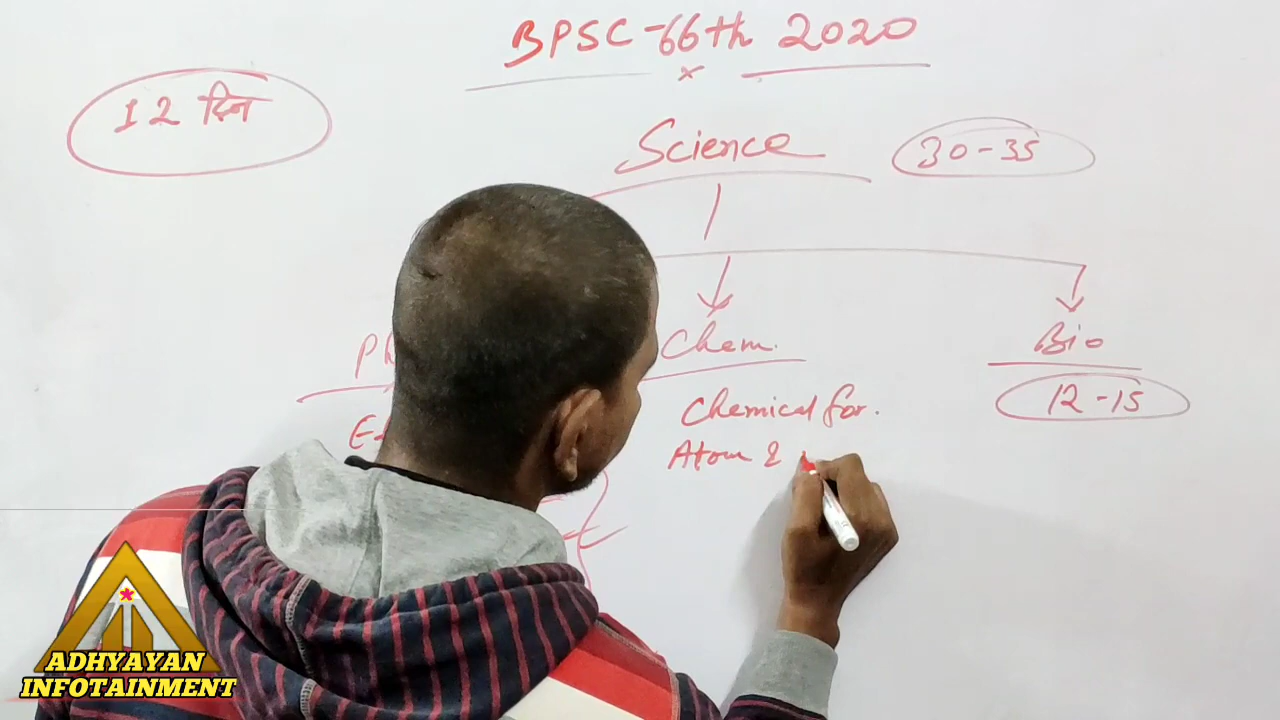 BPSC-66th 2020
12 दिन
Science 30-35
Chem. Bio
12-15
Chemical for.
Atom &
ADHYAYAN
INFOTAINMENT